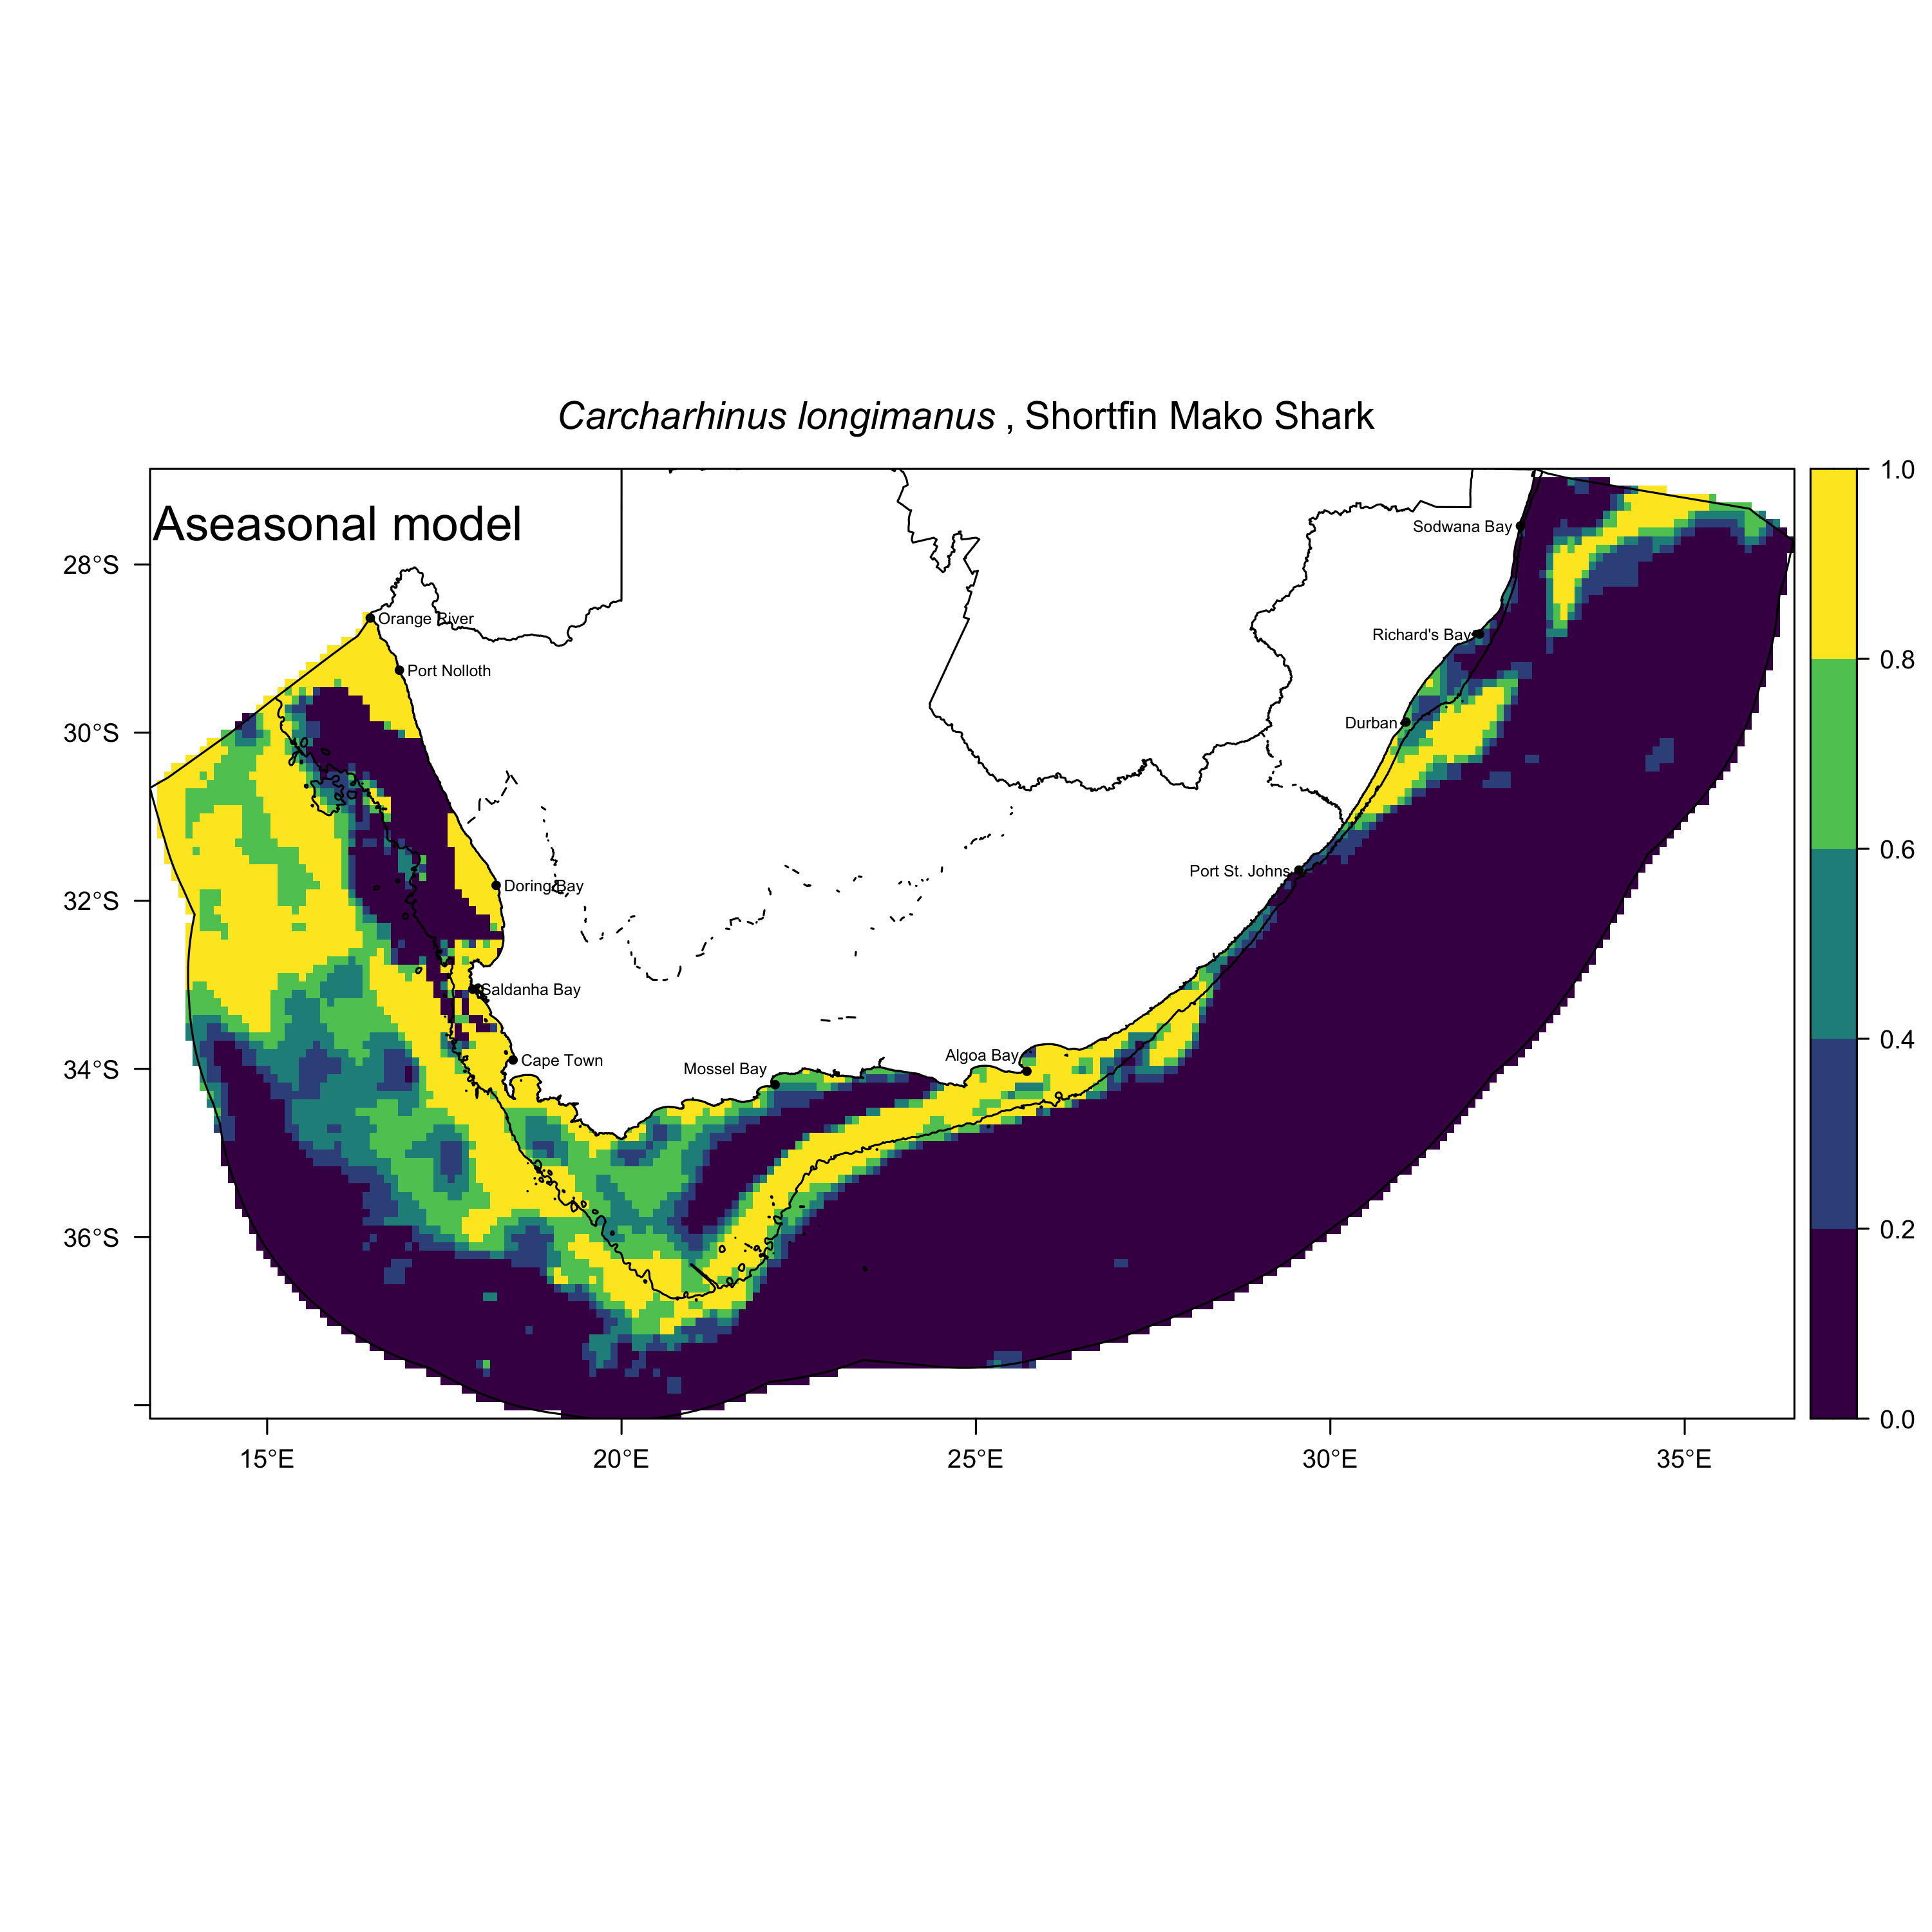 Carcharhinus longimanus , Shortfin Mako Shark
Aseasonal model
1.0
0.8
0.6
0.4
0.2
0.0
28°S
30°S
32°S
34°S
36°S
15°E
20°E
25°E
30°E
35°E
Sodwana Bay
Orange River
Richard's Bay
Port Nolloth
Durban
Port St. Johns
Doring Bay
Saldanha Bay
Cape Town
Mossel Bay
Algoa Bay